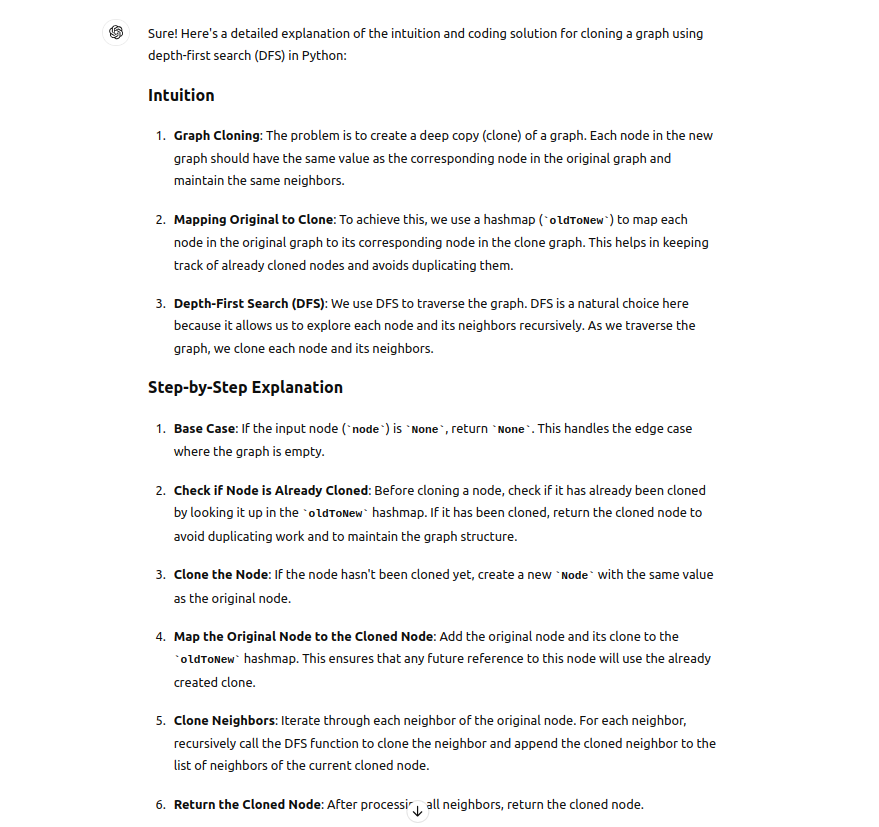 Sure! Here's a detailed explanation of the intuition and coding solution for cloning a graph using
depth-first search (DFS) in Python:
Intuition
1. Graph Cloning: The problem is to create a deep copy (clone) of a graph. Each node in the new
graph should have the same value as the corresponding node in the original graph and
maintain the same neighbors.
2. Mapping Original to Clone: To achieve this, we use a hashmap (`oldToNew`) to map each
node in the original graph to its corresponding node in the clone graph. This helps in keeping
track of already cloned nodes and avoids duplicating them.
3. Depth-First Search (DFS): We use DFS to traverse the graph. DFS is a natural choice here
because it allows us to explore each node and its neighbors recursively. As we traverse the
graph, we clone each node and its neighbors.
Step-by-Step Explanation
1. Base Case: If the input node (`node`) is `None`, return `None`. This handles the edge case
where the graph is empty.
2. Check if Node is Already Cloned: Before cloning a node, check if it has already been cloned
by looking it up in the `oldToNew` hashmap. If it has been cloned, return the cloned node to
avoid duplicating work and to maintain the graph structure.
3. Clone the Node: If the node hasn't been cloned yet, create a new `Node` with the same value
as the original node.
4. Map the Original Node to the Cloned Node: Add the original node and its clone to the
`oldToNew` hashmap. This ensures that any future reference to this node will use the already
created clone.
5. Clone Neighbors: Iterate through each neighbor of the original node. For each neighbor,
recursively call the DFS function to clone the neighbor and append the cloned neighbor to the
list of neighbors of the current cloned node.
6. Return the Cloned Node: After all neighbors, return the cloned node.